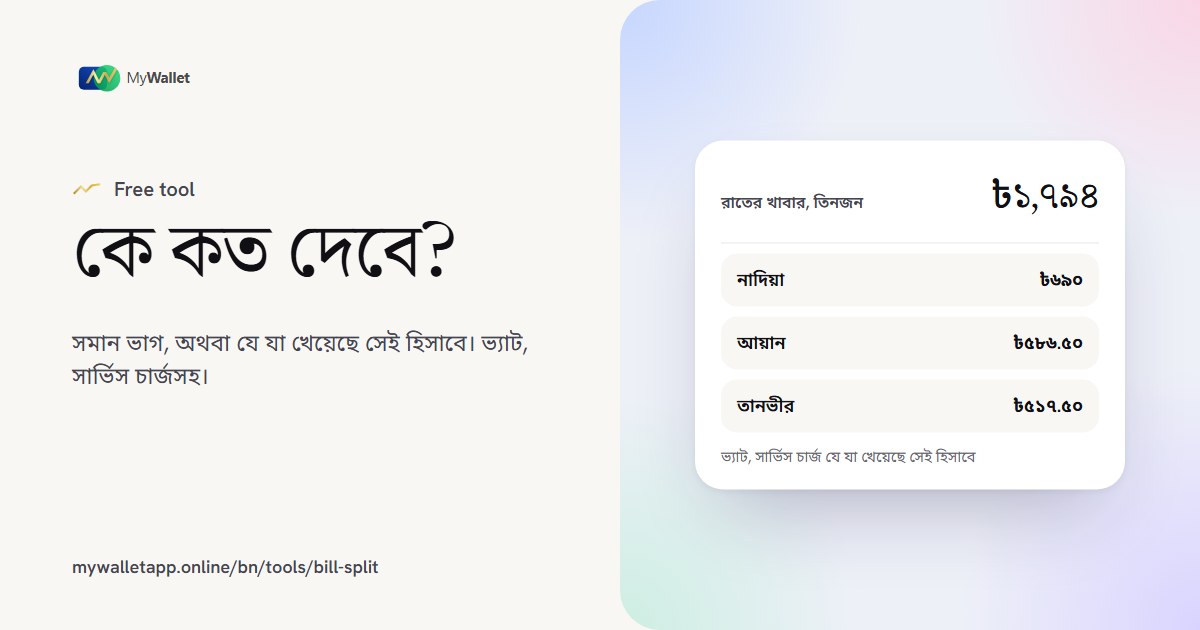 MyWallet
Free tool
কে কত দেবে?
সমান ভাগ, অথবা যে যা খেয়েছে সেই হিসাবে। ভ্যাট,
সার্ভিস চার্জসহ।
mywalletapp.online/bn/tools/bill-split
রাতের খাবার, তিনজন ৳১,৭৯৪
নাদিয়া ৳৬৯০
আয়ান ৳৫৮৬.৫০
তানভীর ৳৫১৭.৫০
ভ্যাট, সার্ভিস চার্জ যে যা খেয়েছে সেই হিসাবে